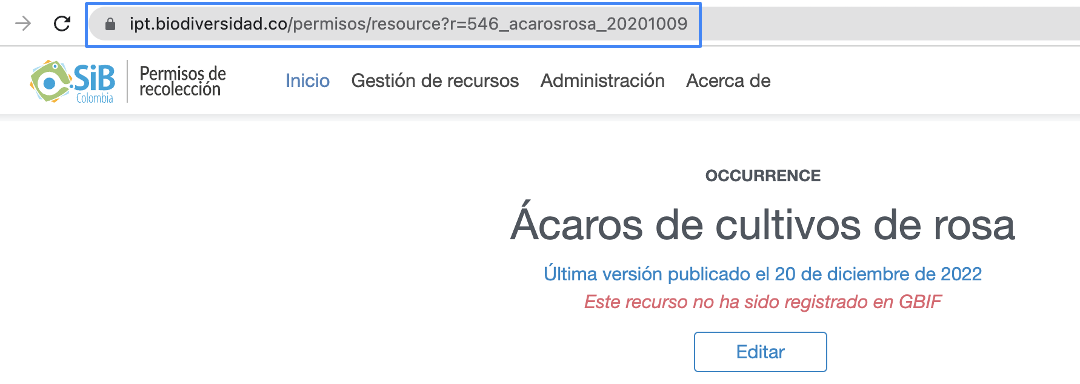 ipt.biodiversidad.co/permisos/resource?r=546_acarosrosa_20201009
SiB Colombia
Permisos de recolección
Inicio Gestión de recursos Administración Acerca de
OCCURRENCE
Ácaros de cultivos de rosa
Última versión publicado el 20 de diciembre de 2022
Este recurso no ha sido registrado en GBIF
Editar